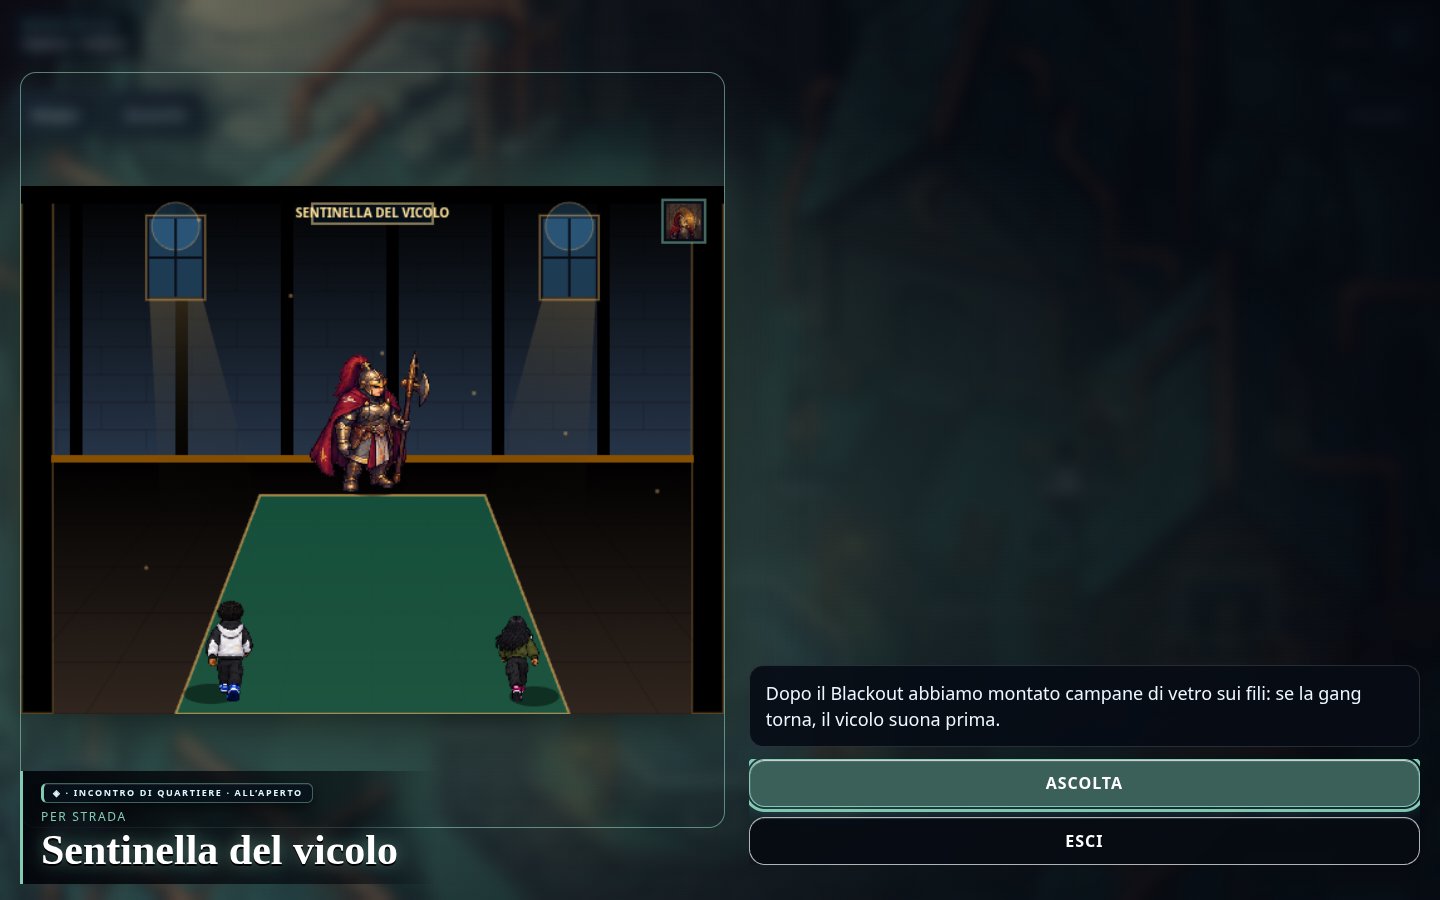 SENTINELLA DEL VICOLO
◈ · INCONTRO DI QUARTIERE · ALL'APERTO
PER STRADA
Sentinella del vicolo
Dopo il Blackout abbiamo montato campane di vetro sui fili: se la gang
torna, il vicolo suona prima.
ASCOLTA
ESCI